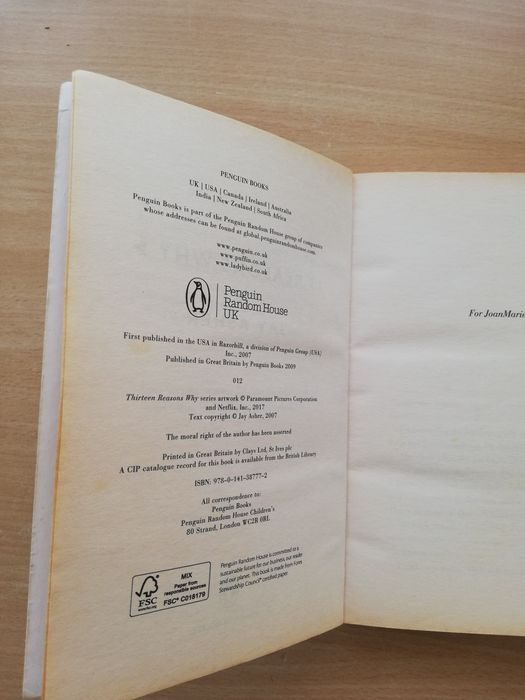 PENGUIN BOOKS
UK | USA | Canada | Ireland | Australia
India | New Zealand | South Africa
Penguin Books is part of the Penguin Random House group of companies
whose addresses can be found at global.penguinrandomhouse.com.
www.penguin.co.uk
www.puffin.co.uk
www.ladybird.co.uk
Penguin
Random House
UK
First published in the USA in Razorbill, a division of Penguin Group (USA)
Inc., 2007
Published in Great Britain by Penguin Books 2009
012
Thirteen Reasons Why series artwork © Paramount Pictures Corporation
and Netflix, Inc., 2017
Text copyright © Jay Asher, 2007
The moral right of the author has been asserted
Printed in Great Britain by Clays Ltd, St Ives plc
A CIP catalogue record for this book is available from the British Library
ISBN: 978-0-141-38777-2
All correspondence to:
Penguin Books
Penguin Random House Children's
80 Strand, London WC2R 0RL
FSC
www.fsc.org
MIX
Paper from
responsible sources
FSC® C018179
Penguin Random House is committed to a
sustainable future for our business, our readers
and our planet. This book is made from Forest
Stewardship Council® certified paper.
For JoanMarie